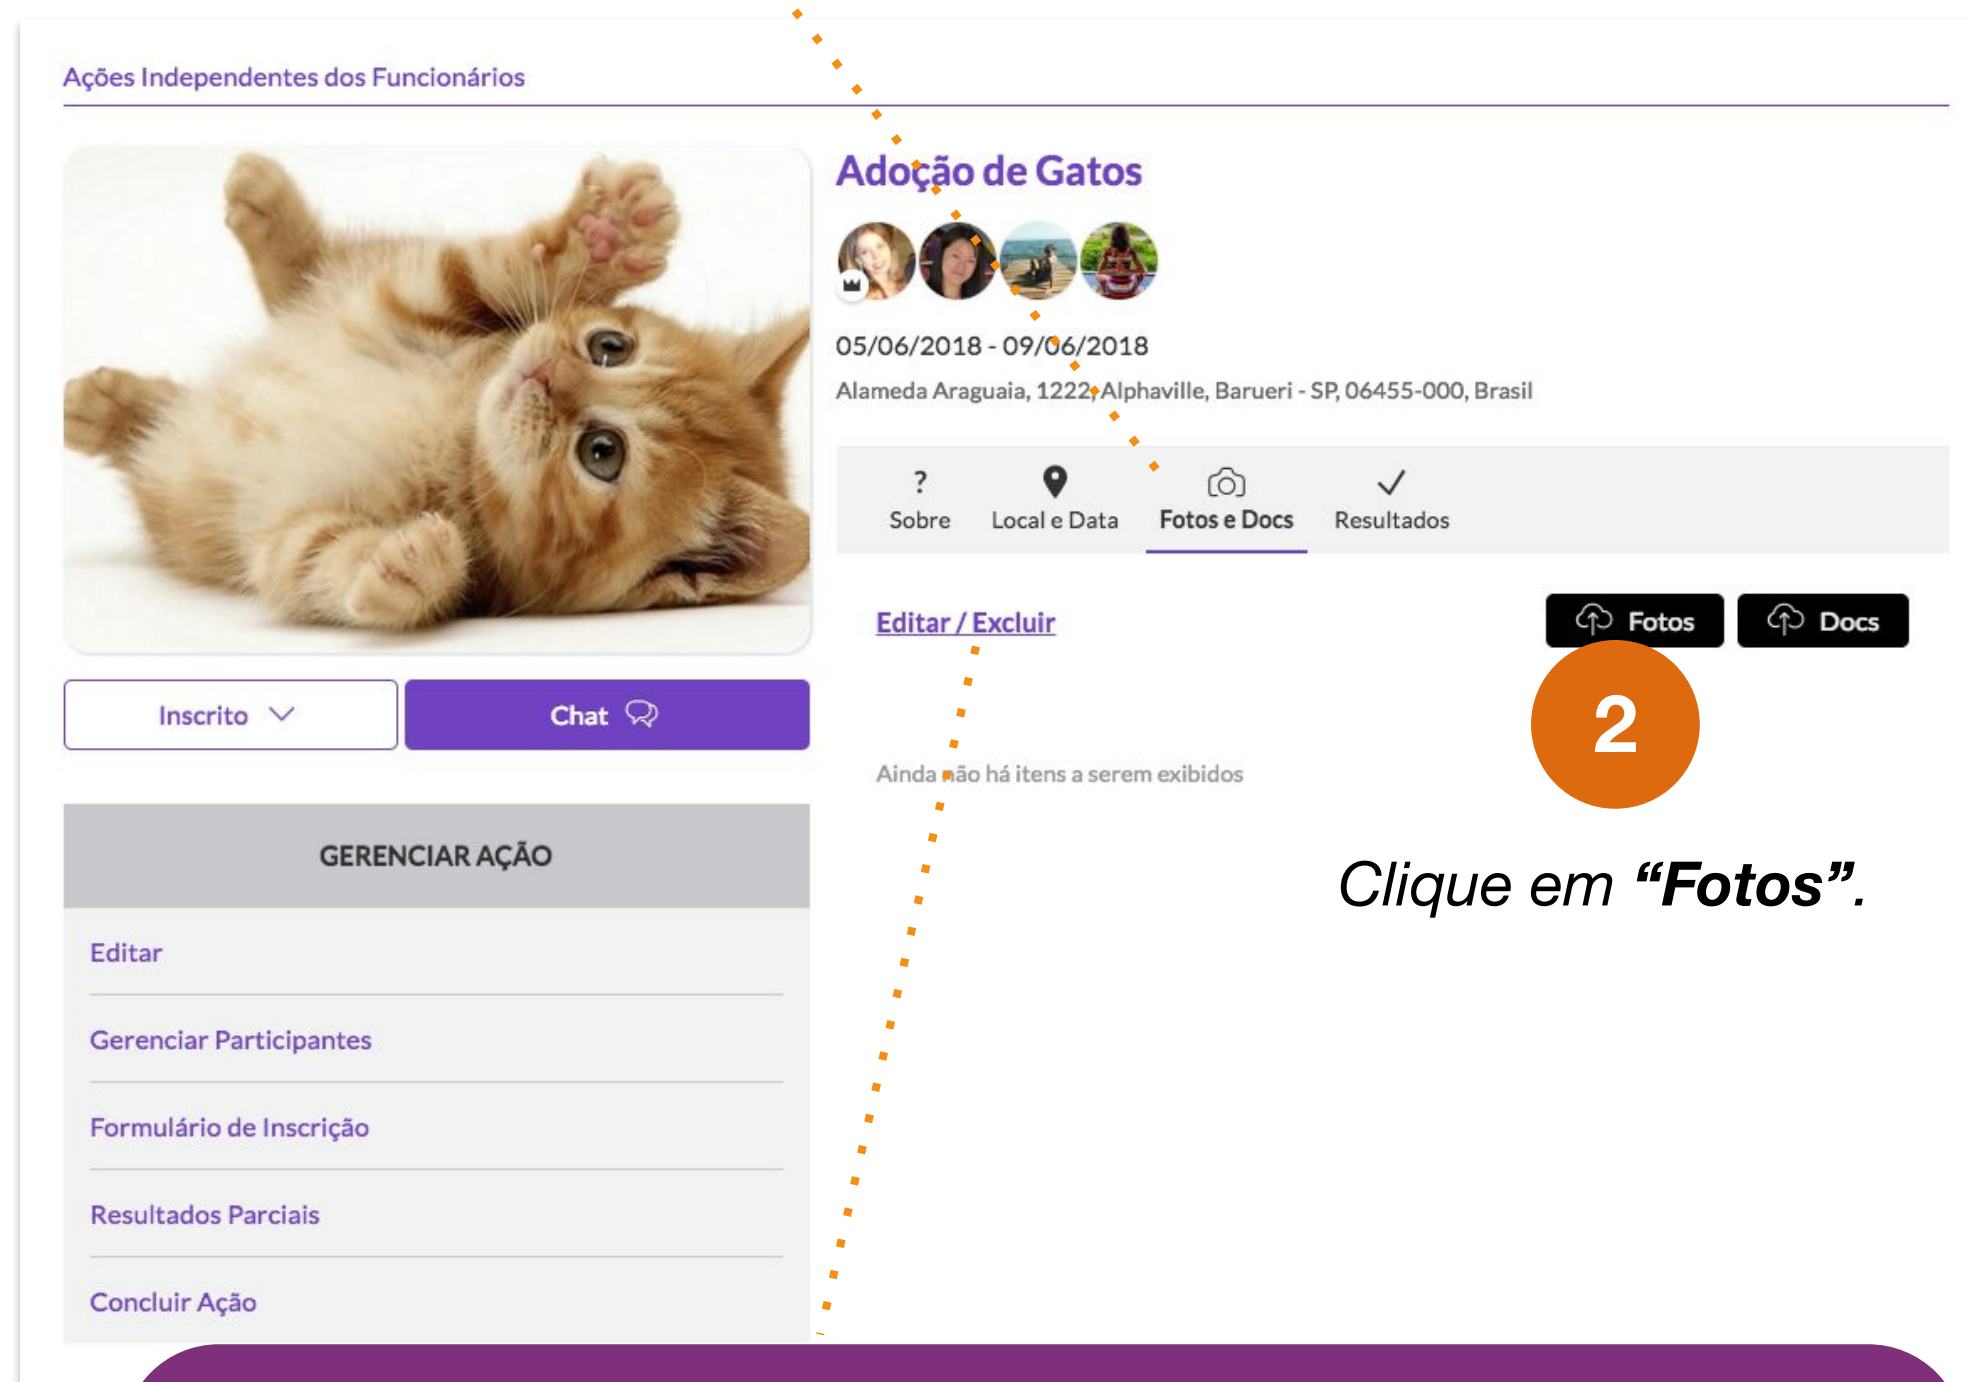 Ações Independentes dos Funcionários
Adoção de Gatos
05/06/2018 - 09/06/2018
Alameda Araguaia, 1222, Alphaville, Barueri - SP, 06455-000, Brasil
? Sobre
Local e Data
Fotos e Docs
Resultados
Editar / Excluir
Fotos
Docs
Inscrito
Chat
2
Ainda não há itens a serem exibidos
Clique em “Fotos”.
GERENCIAR AÇÃO
Editar
Gerenciar Participantes
Formulário de Inscrição
Resultados Parciais
Concluir Ação